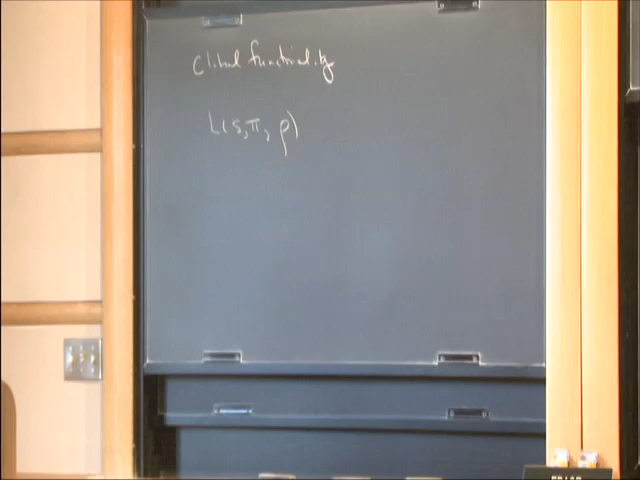 Global functoriality
L(s, π, ρ)